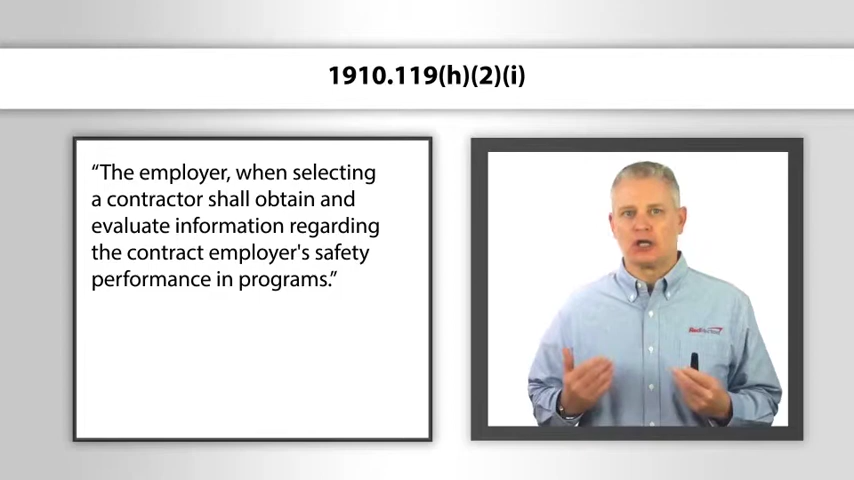 1910.119(h)(2)(i)
“The employer, when selecting
a contractor shall obtain and
evaluate information regarding
the contract employer's safety
performance in programs.”